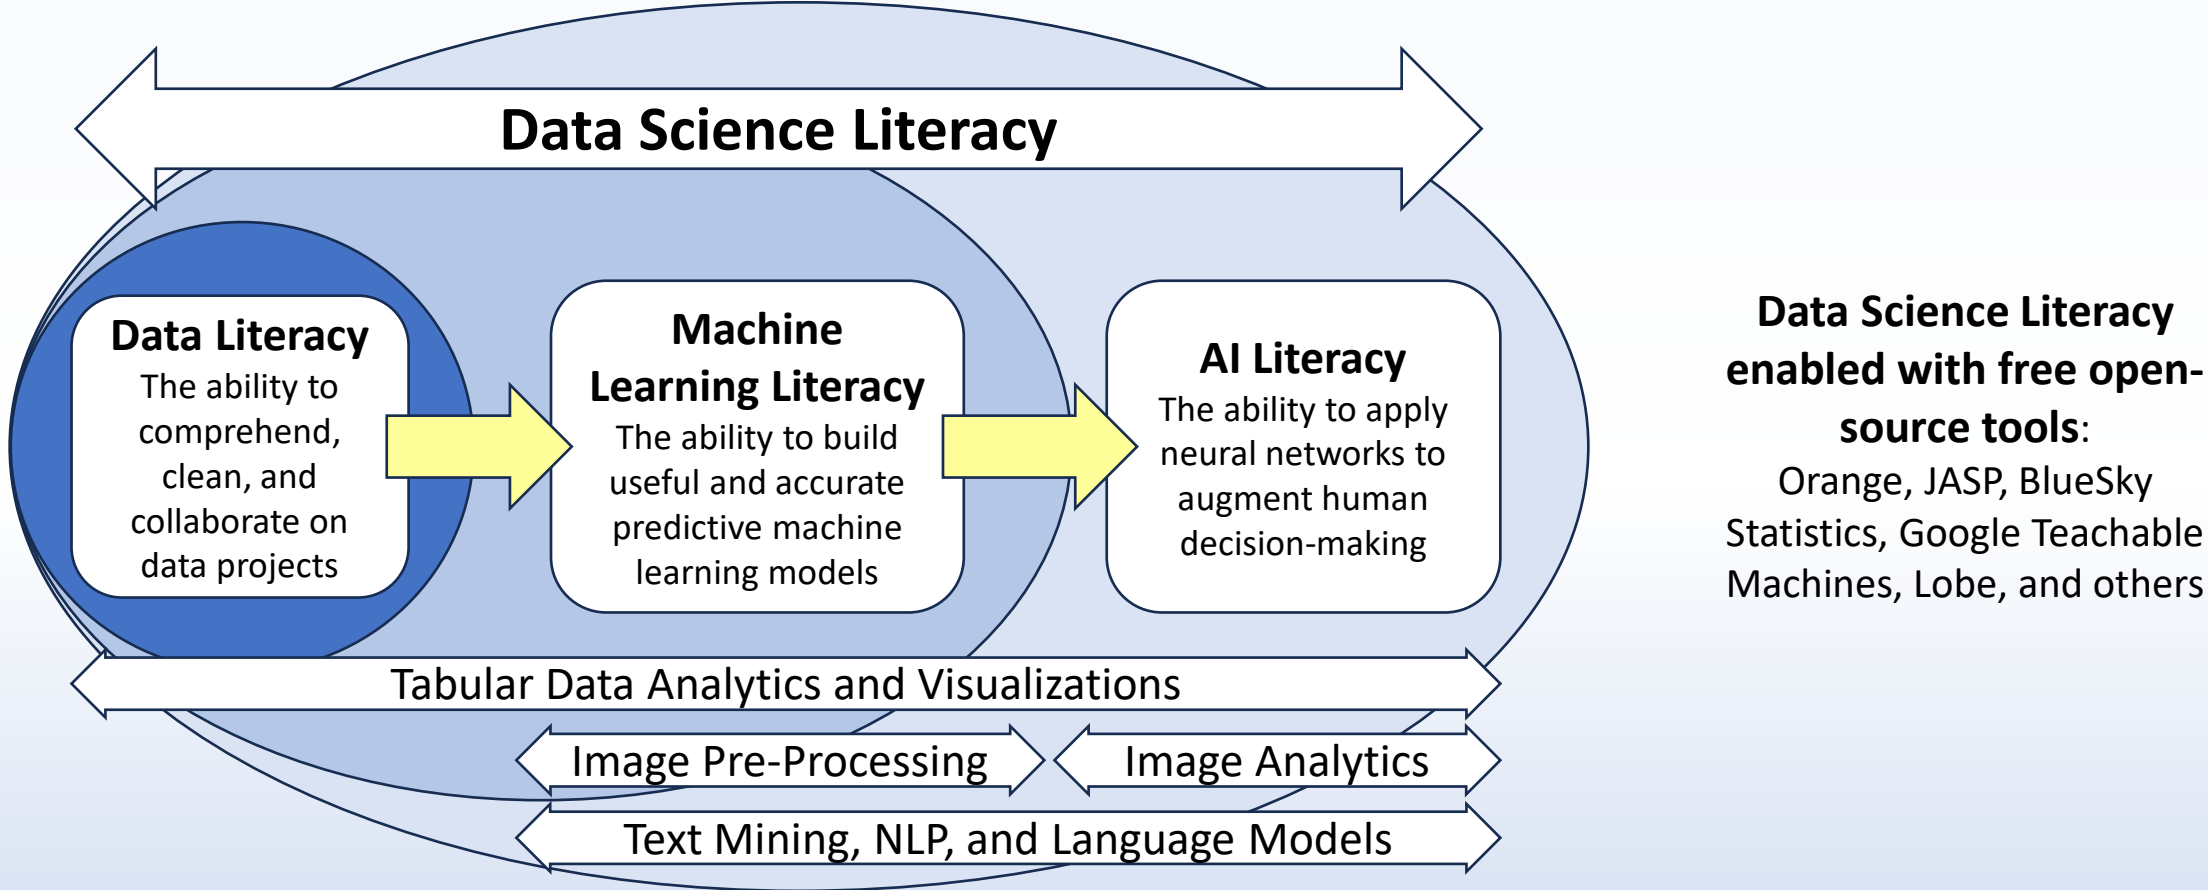 Data Science Literacy
Data Literacy
The ability to
comprehend,
clean, and
collaborate on
data projects
Machine
Learning Literacy
The ability to build
useful and accurate
predictive machine
learning models
AI Literacy
The ability to apply
neural networks to
augment human
decision-making
Data Science Literacy
enabled with free open-
source tools:
Orange, JASP, BlueSky
Statistics, Google Teachable
Machines, Lobe, and others
Tabular Data Analytics and Visualizations
Image Pre-Processing
Image Analytics
Text Mining, NLP, and Language Models